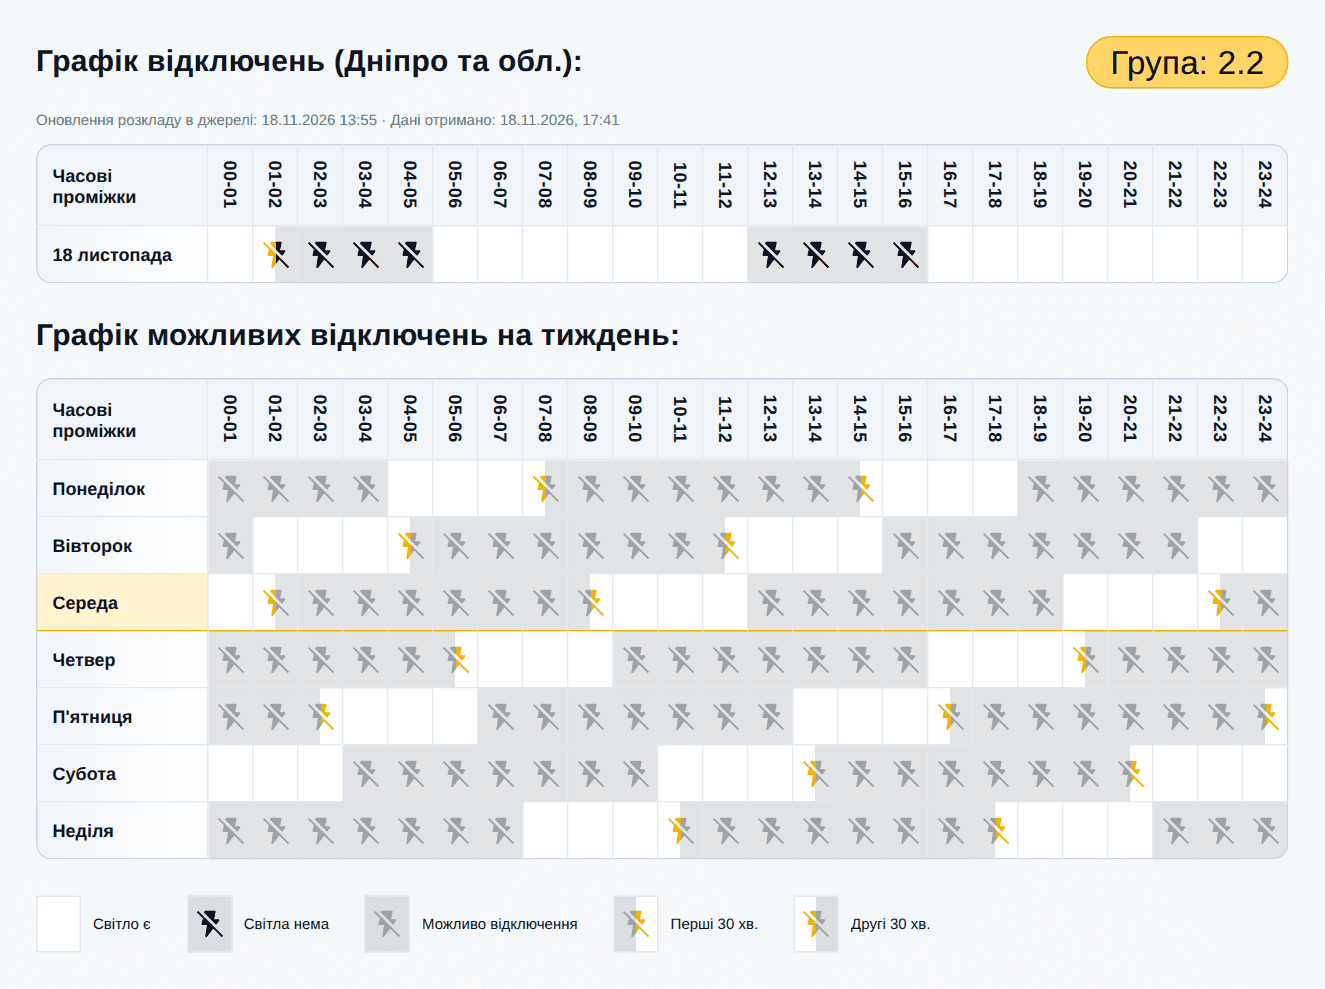 Графік відключень (Дніпро та обл.):
Група: 2.2
Оновлення розкладу в джерелі: 18.11.2026 13:55 · Дані отримано: 18.11.2026, 17:41
Часові
проміжки
00-01 01-02 02-03 03-04 04-05 05-06 06-07 07-08 08-09 09-10 10-11 11-12 12-13 13-14 14-15 15-16 16-17 17-18 18-19 19-20 20-21 21-22 22-23 23-24
18 листопада
Графік можливих відключень на тиждень:
Часові
проміжки
00-01 01-02 02-03 03-04 04-05 05-06 06-07 07-08 08-09 09-10 10-11 11-12 12-13 13-14 14-15 15-16 16-17 17-18 18-19 19-20 20-21 21-22 22-23 23-24
Понеділок
Вівторок
Середа
Четвер
П'ятниця
Субота
Неділя
Світло є
Світла нема
Можливо відключення
Перші 30 хв.
Другі 30 хв.